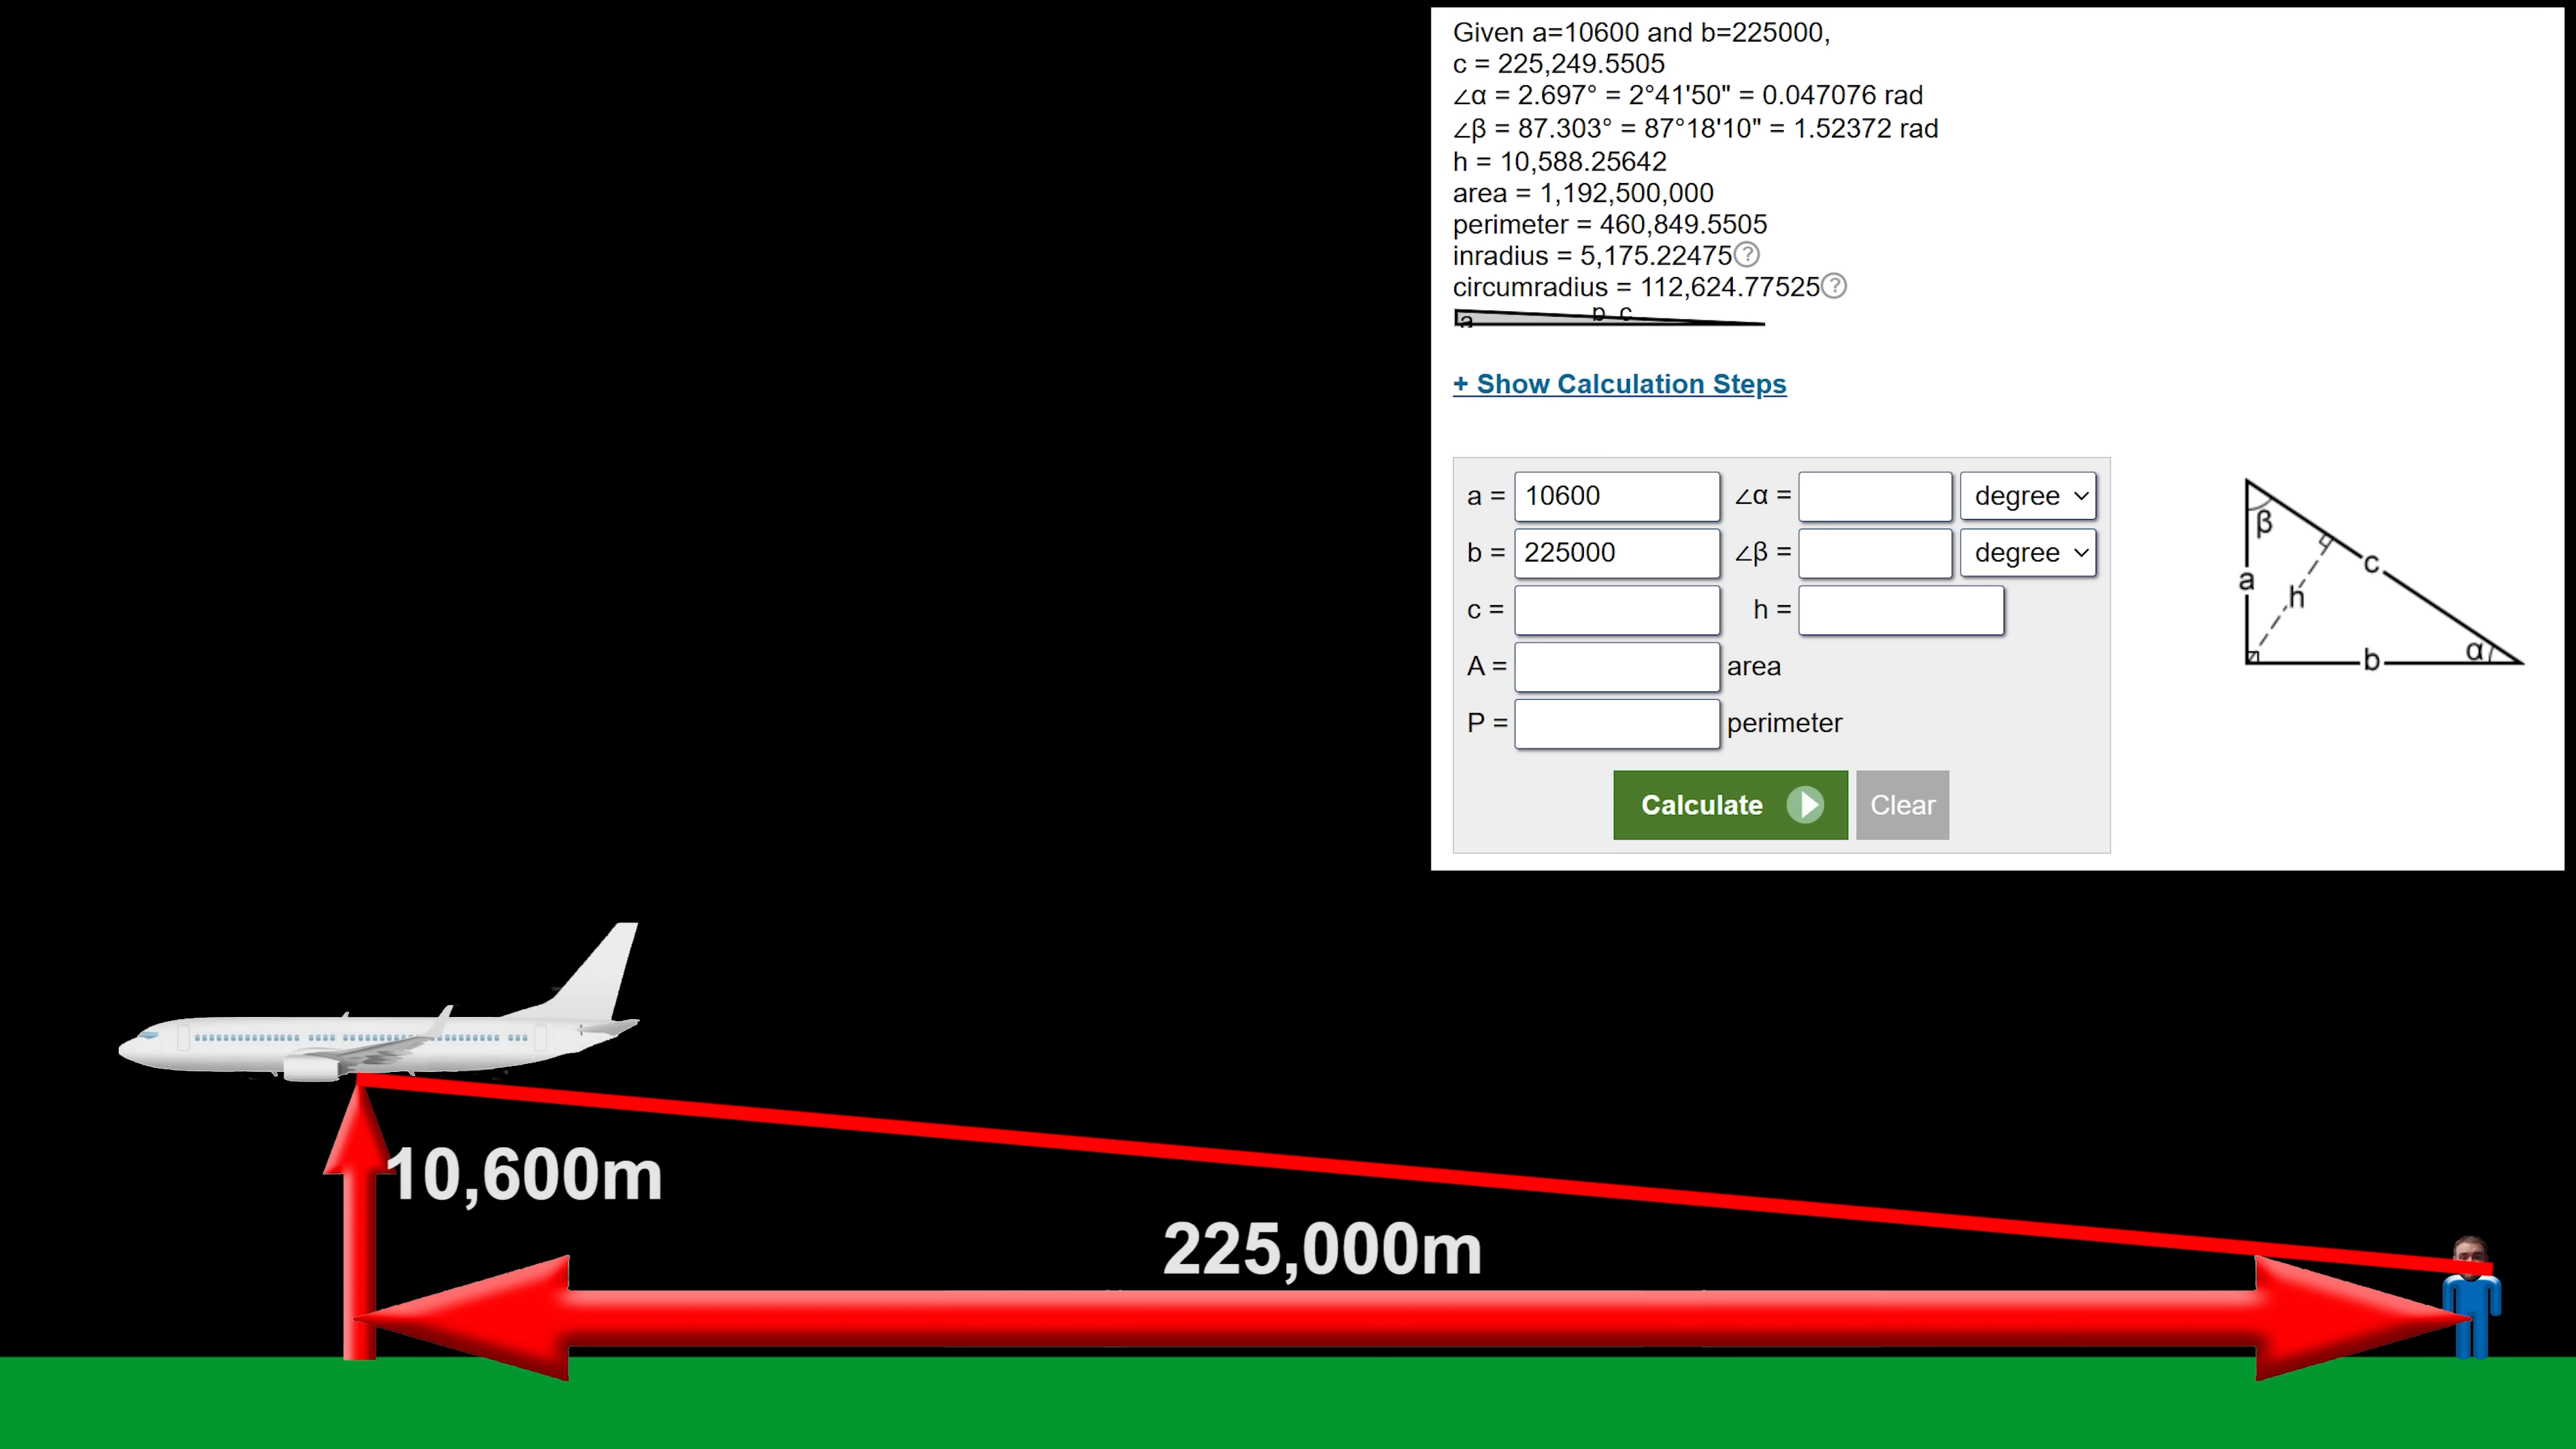 Given a=10600 and b=225000,
c = 225,249.5505
∠α = 2.697° = 2°41'50" = 0.047076 rad
∠β = 87.303° = 87°18'10" = 1.52372 rad
h = 10,588.25642
area = 1,192,500,000
perimeter = 460,849.5505
inradius = 5,175.22475?
circumradius = 112,624.77525?
a b c
+ Show Calculation Steps
a = 10600 ∠α = degree
b = 225000 ∠β = degree
c = h =
A = area
P = perimeter
Calculate Clear
β
c
a
h
α
b
10,600m
225,000m